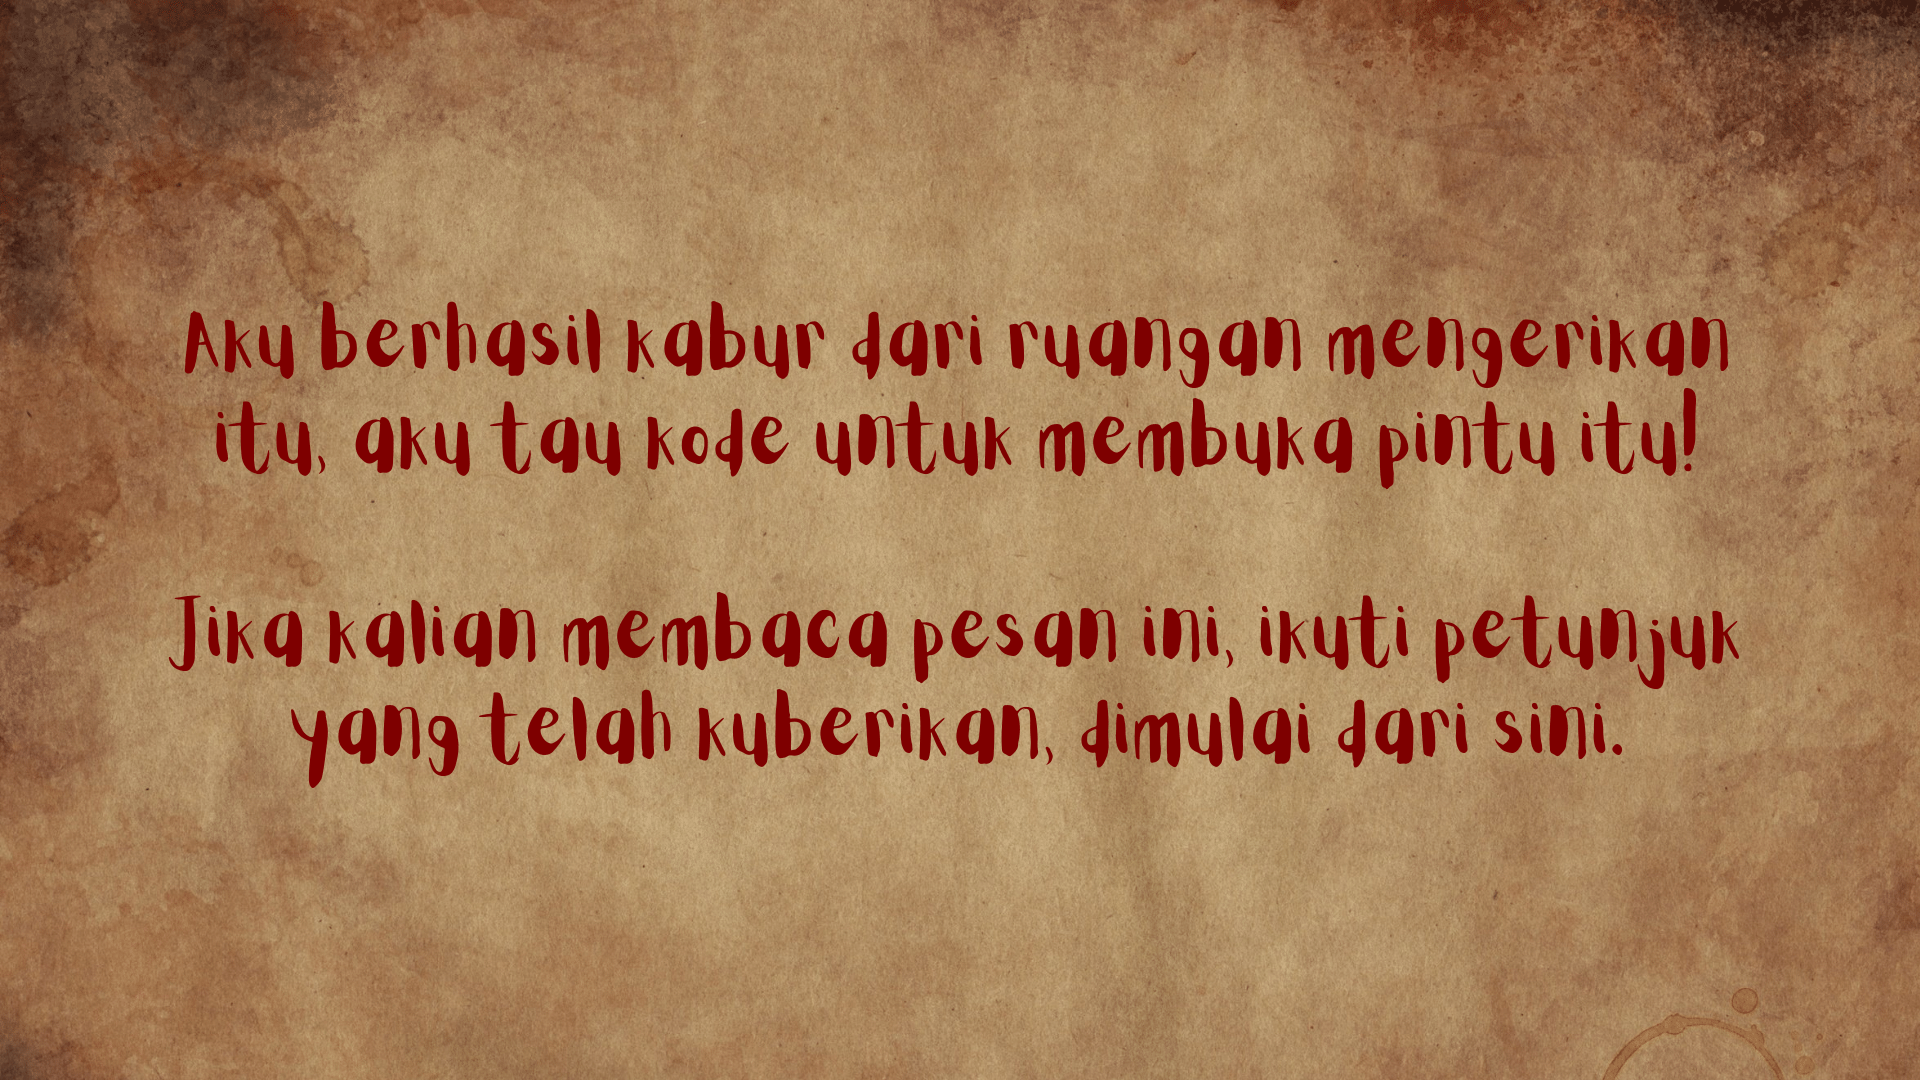 Aku berhasil kabur dari ruangan mengerikan
itu, aku tau kode untuk membuka pintu itu!
Jika kalian membaca pesan ini, ikuti petunjuk
yang telah kuberikan, dimulai dari sini.